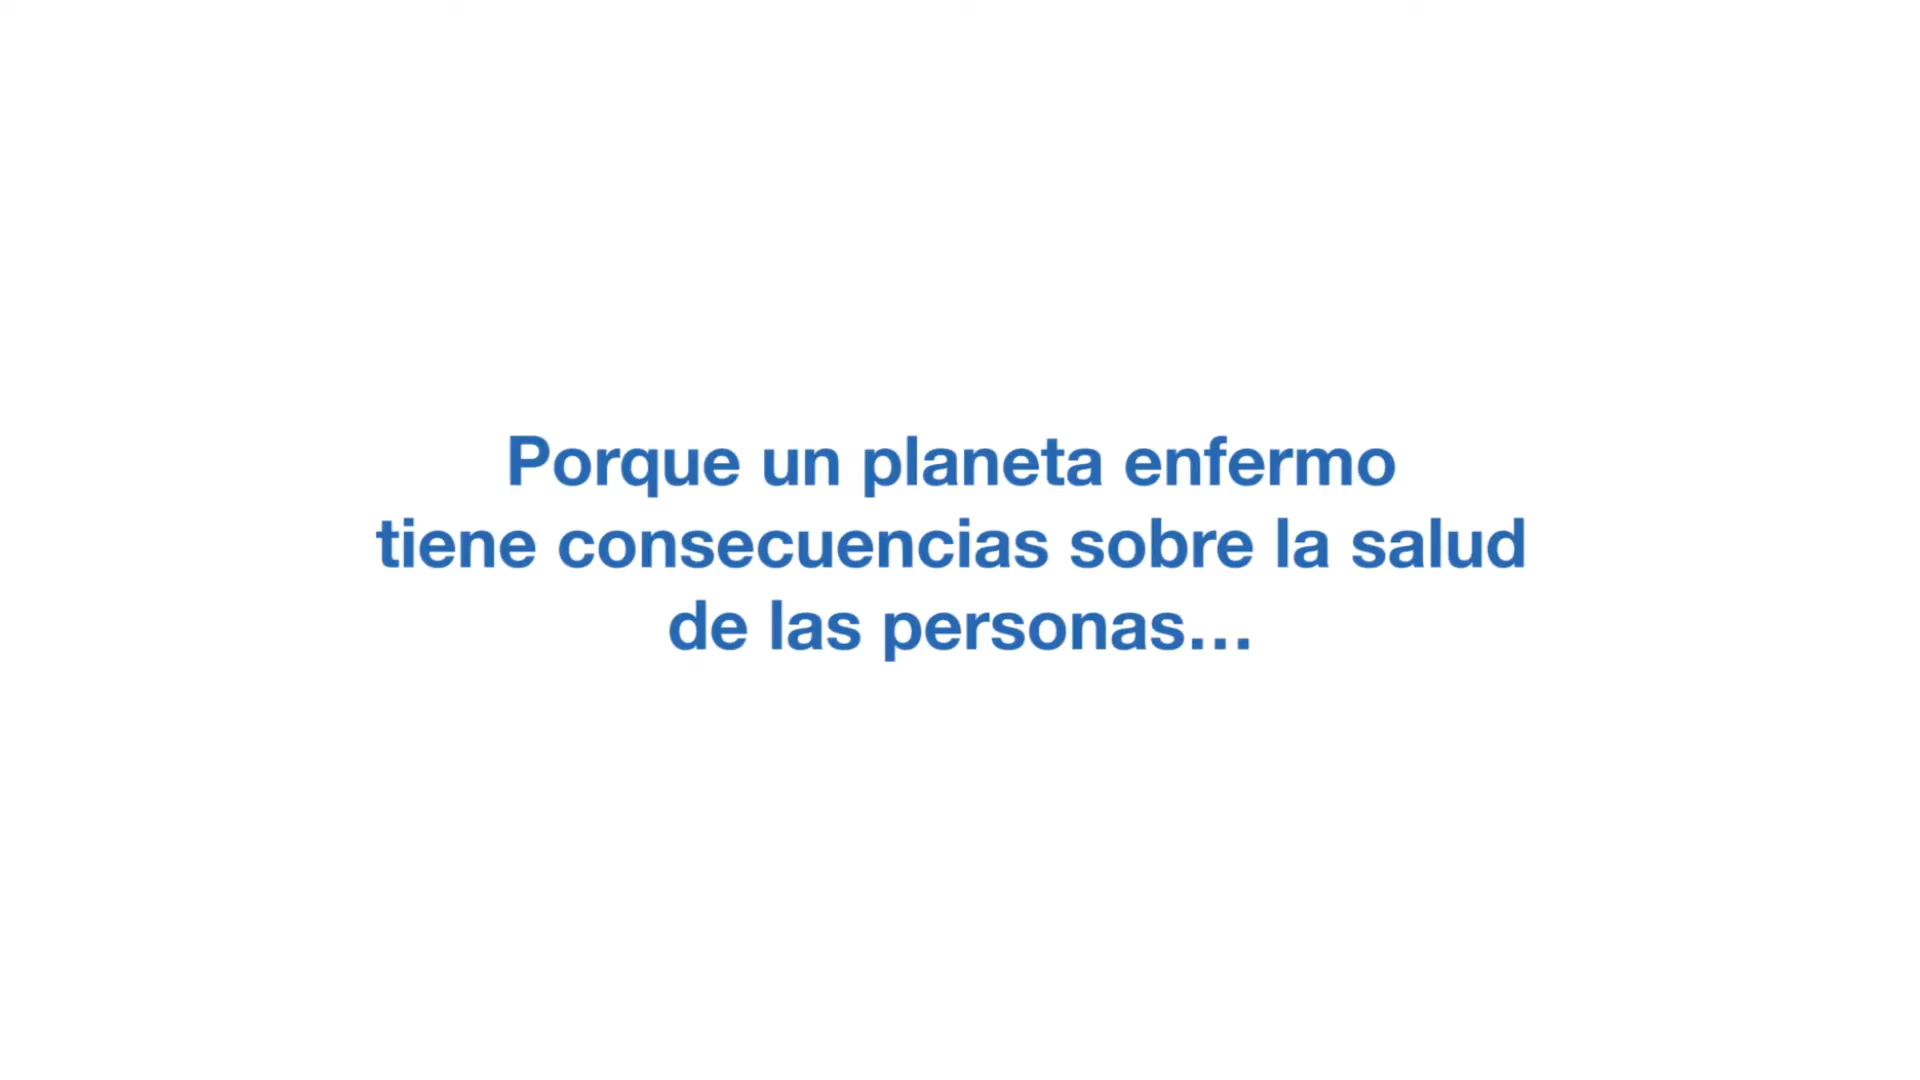 Porque un planeta enfermo
tiene consecuencias sobre la salud
de las personas…